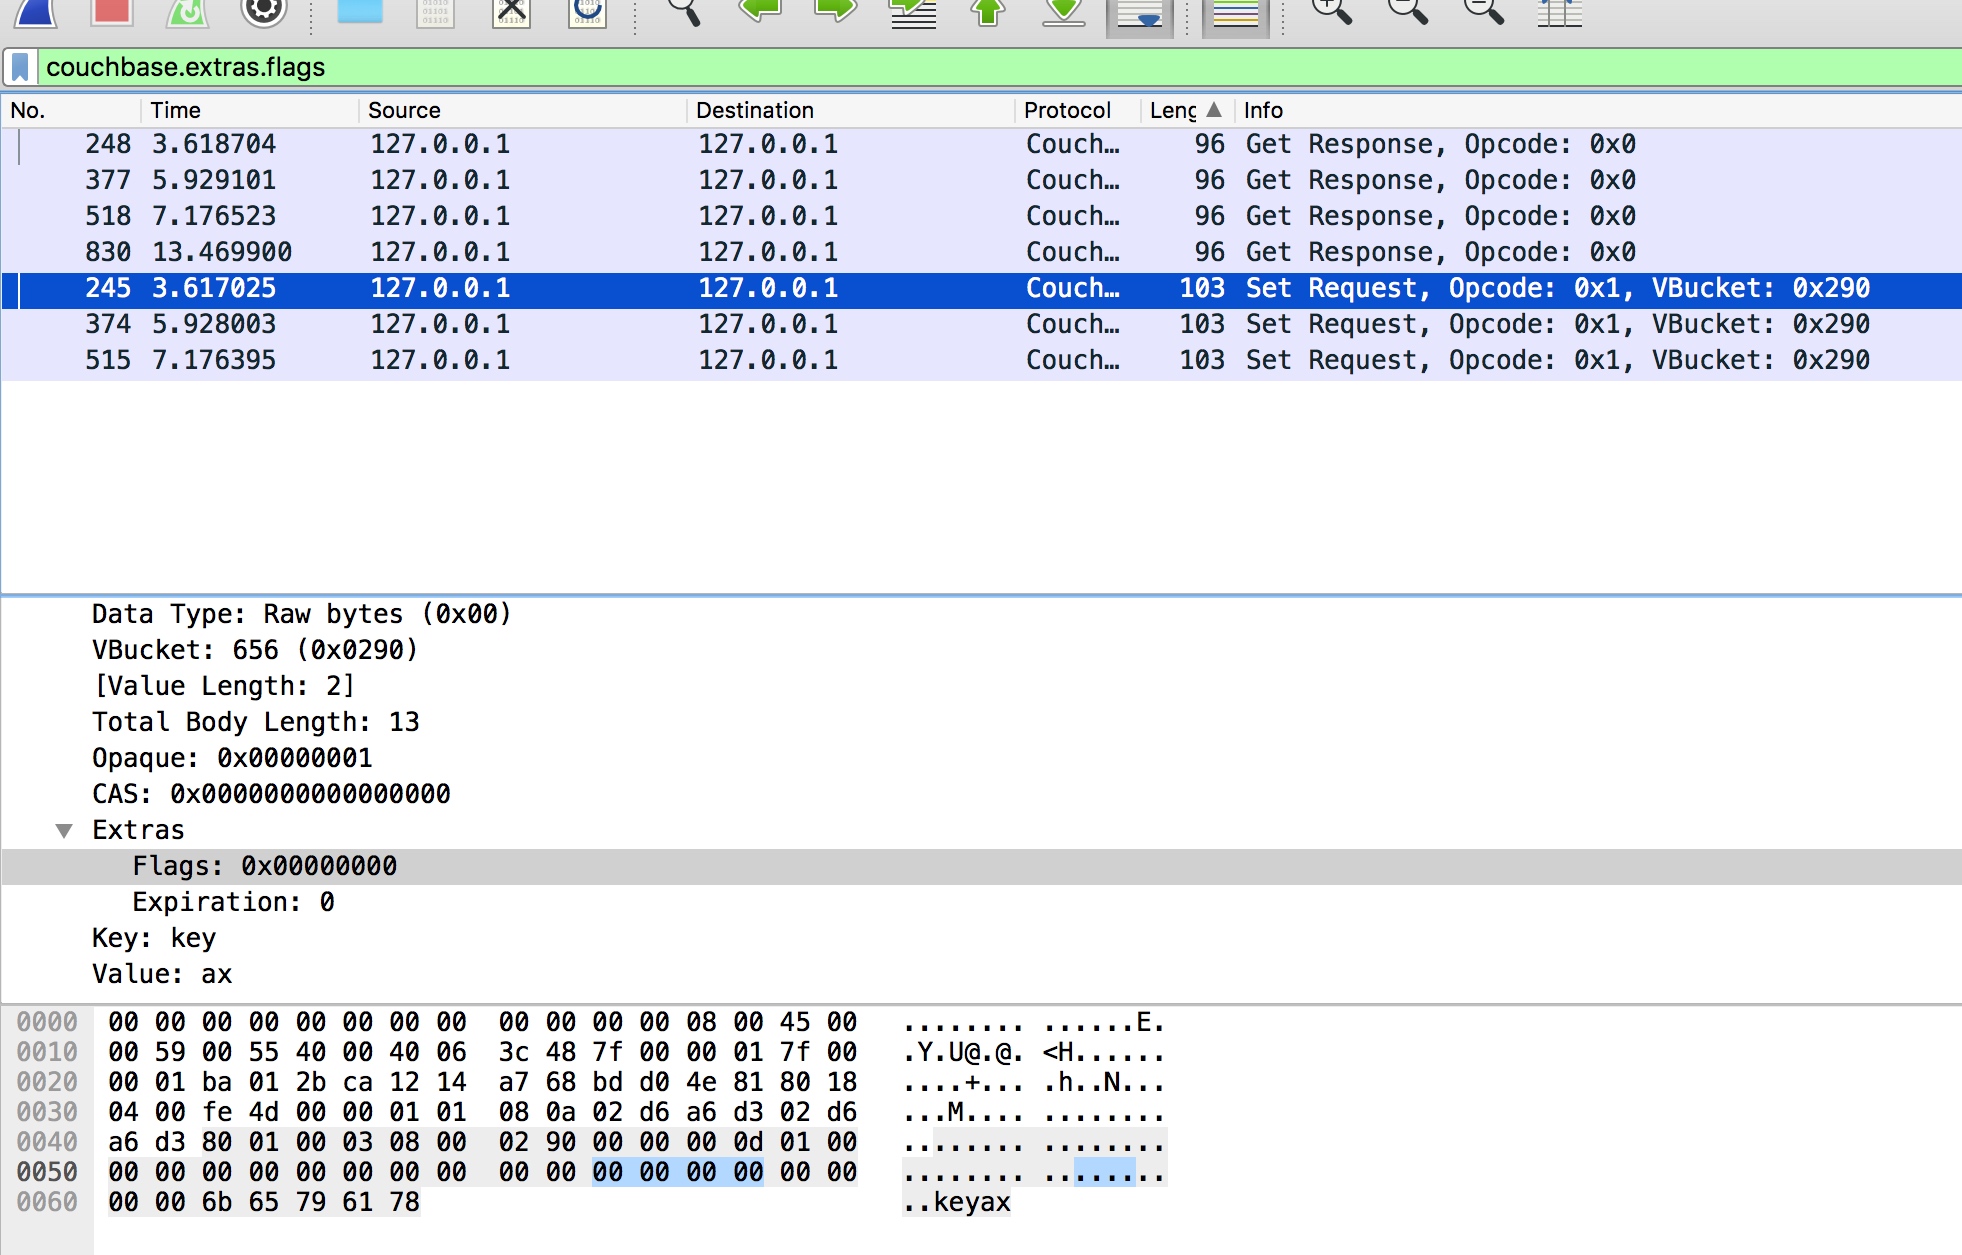 couchbase.extras.flags
No. Time Source Destination Protocol Leng Info
248 3.618704 127.0.0.1 127.0.0.1 Couch… 96 Get Response, Opcode: 0x0
377 5.929101 127.0.0.1 127.0.0.1 Couch… 96 Get Response, Opcode: 0x0
518 7.176523 127.0.0.1 127.0.0.1 Couch… 96 Get Response, Opcode: 0x0
830 13.469900 127.0.0.1 127.0.0.1 Couch… 96 Get Response, Opcode: 0x0
245 3.617025 127.0.0.1 127.0.0.1 Couch… 103 Set Request, Opcode: 0x1, VBucket: 0x290
374 5.928003 127.0.0.1 127.0.0.1 Couch… 103 Set Request, Opcode: 0x1, VBucket: 0x290
515 7.176395 127.0.0.1 127.0.0.1 Couch… 103 Set Request, Opcode: 0x1, VBucket: 0x290
Data Type: Raw bytes (0x00)
VBucket: 656 (0x0290)
[Value Length: 2]
Total Body Length: 13
Opaque: 0x00000001
CAS: 0x0000000000000000
Extras
Flags: 0x00000000
Expiration: 0
Key: key
Value: ax
0000 00 00 00 00 00 00 00 00 00 00 00 00 08 00 45 00 ........ ......E.
0010 00 59 00 55 40 00 40 06 3c 48 7f 00 00 01 7f 00 .Y.U@.@. <H......
0020 00 01 ba 01 2b ca 12 14 a7 68 bd d0 4e 81 80 18 ....+... .h..N...
0030 04 00 fe 4d 00 00 01 01 08 0a 02 d6 a6 d3 02 d6 ...M.... ........
0040 a6 d3 80 01 00 03 08 00 02 90 00 00 00 0d 01 00 ........ ........
0050 00 00 00 00 00 00 00 00 00 00 00 00 00 00 00 00 ........ ........
0060 00 00 6b 65 79 61 78 ..keyax